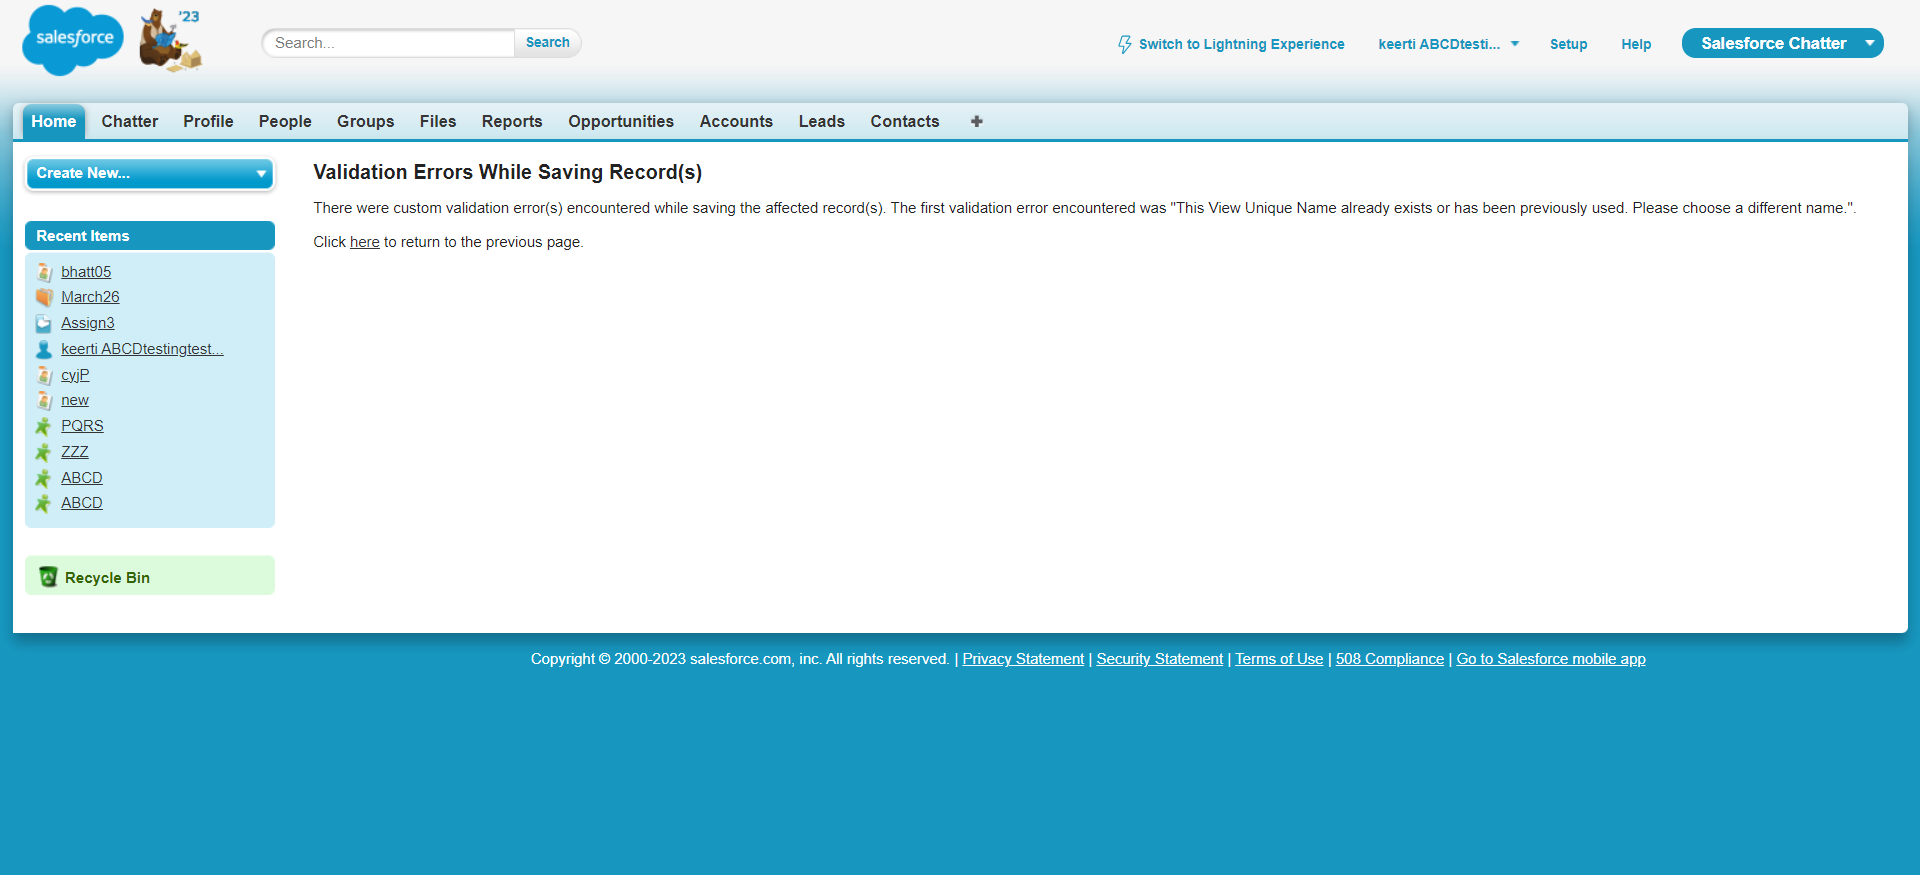 salesforce
'23
Search...
Search
Switch to Lightning Experience
keerti ABCDtesti...
Setup
Help
Salesforce Chatter
Home
Chatter
Profile
People
Groups
Files
Reports
Opportunities
Accounts
Leads
Contacts
Create New...
Recent Items
bhatt05
March26
Assign3
keerti ABCDtestingtest...
cyjP
new
PQRS
ZZZ
ABCD
ABCD
Recycle Bin
Validation Errors While Saving Record(s)
There were custom validation error(s) encountered while saving the affected record(s). The first validation error encountered was "This View Unique Name already exists or has been previously used. Please choose a different name.".
Click here to return to the previous page.
Copyright © 2000-2023 salesforce.com, inc. All rights reserved. | Privacy Statement | Security Statement | Terms of Use | 508 Compliance | Go to Salesforce mobile app